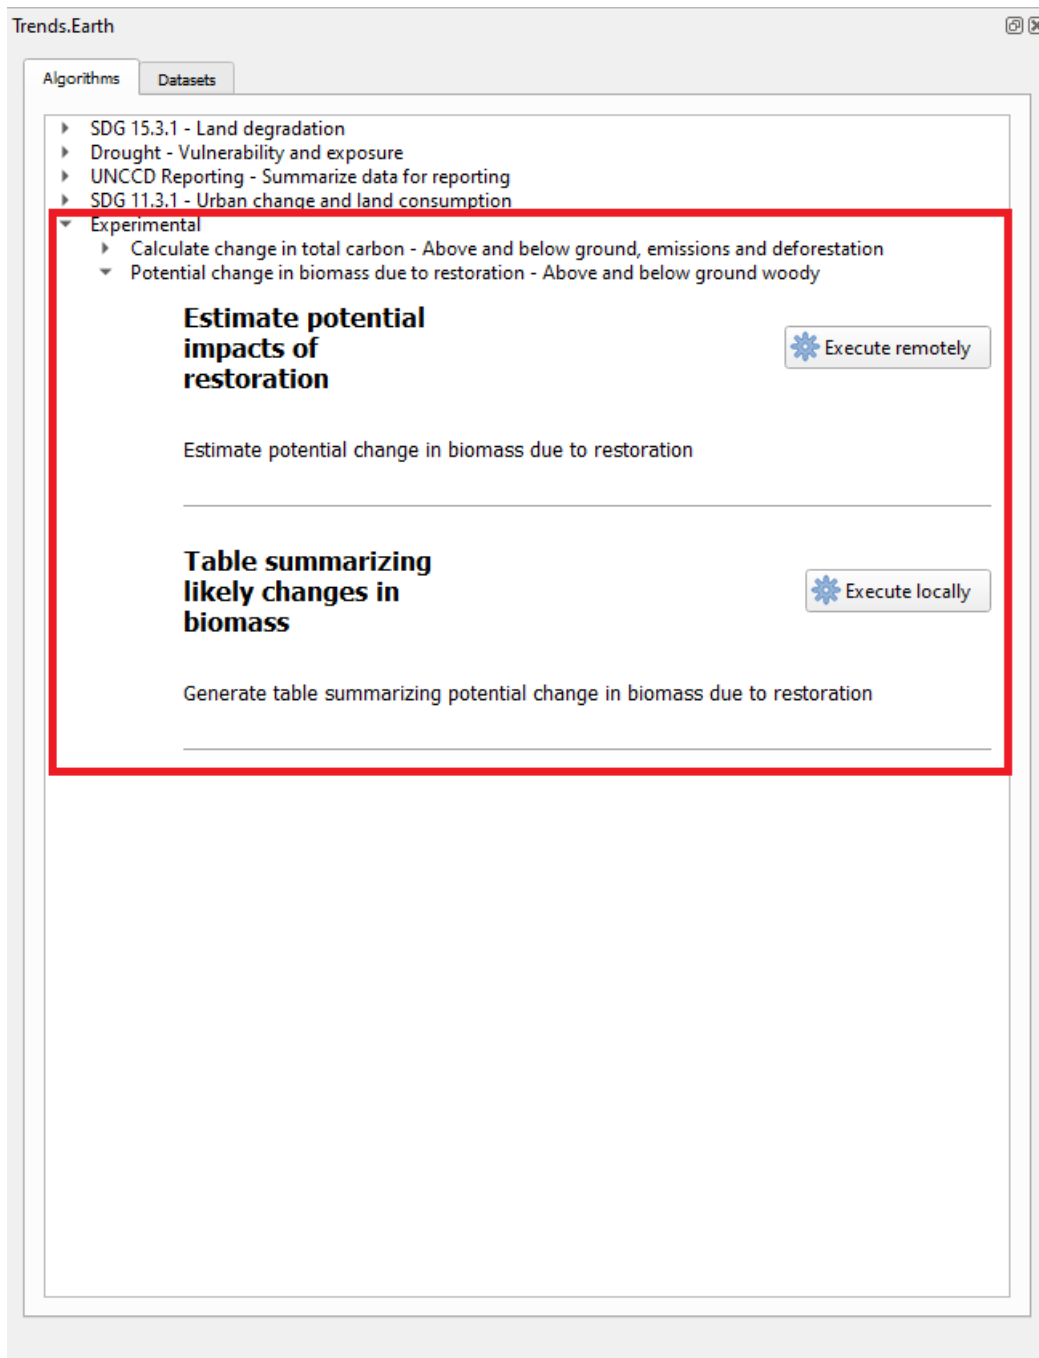 Trends.Earth
Algorithms
Datasets
SDG 15.3.1 - Land degradation
Drought - Vulnerability and exposure
UNCCD Reporting - Summarize data for reporting
SDG 11.3.1 - Urban change and land consumption
Experimental
Calculate change in total carbon - Above and below ground, emissions and deforestation
Potential change in biomass due to restoration - Above and below ground woody
Estimate potential
impacts of
restoration
Execute remotely
Estimate potential change in biomass due to restoration
Table summarizing
likely changes in
biomass
Execute locally
Generate table summarizing potential change in biomass due to restoration